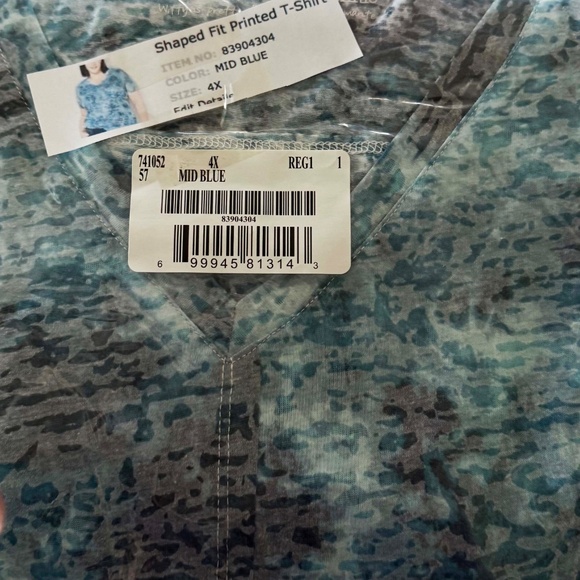 Shaped Fit Printed T-Shirt
ITEM NO: 83904304
COLOR: MID BLUE
SIZE: 4X
Edit Details
741052 4X REG1 1
57 MID BLUE
83904304
6 99945 81314 3